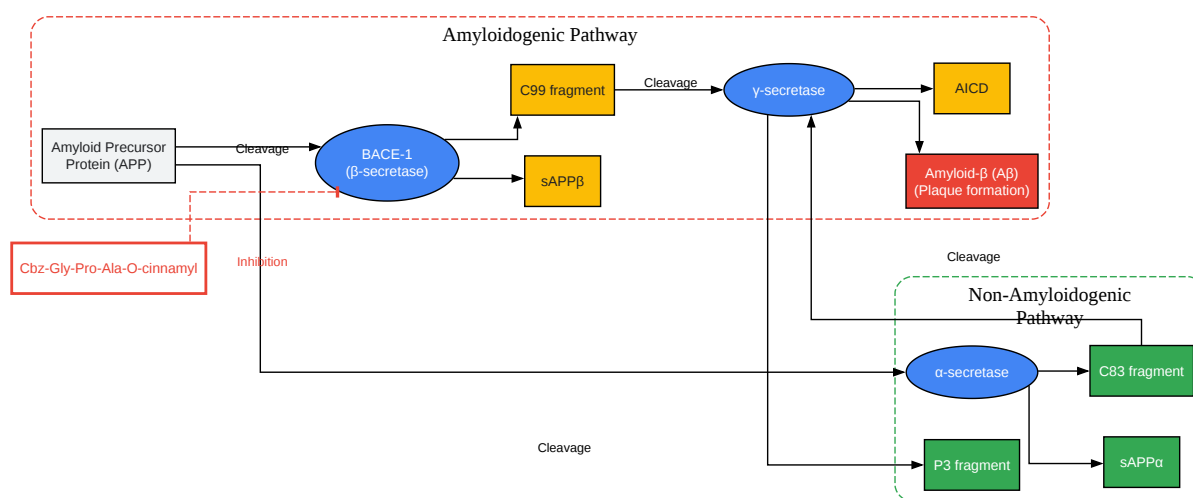 Amyloidogenic Pathway
C99 fragment
Cleavage
γ-secretase
AICD
Amyloid Precursor
Protein (APP)
Cleavage
BACE-1
(β-secretase)
sAPPβ
Amyloid-β (Aβ)
(Plaque formation)
Cbz-Gly-Pro-Ala-O-cinnamyl
Inhibition
Cleavage
Non-Amyloidogenic
Pathway
α-secretase
C83 fragment
Cleavage
P3 fragment
sAPPα